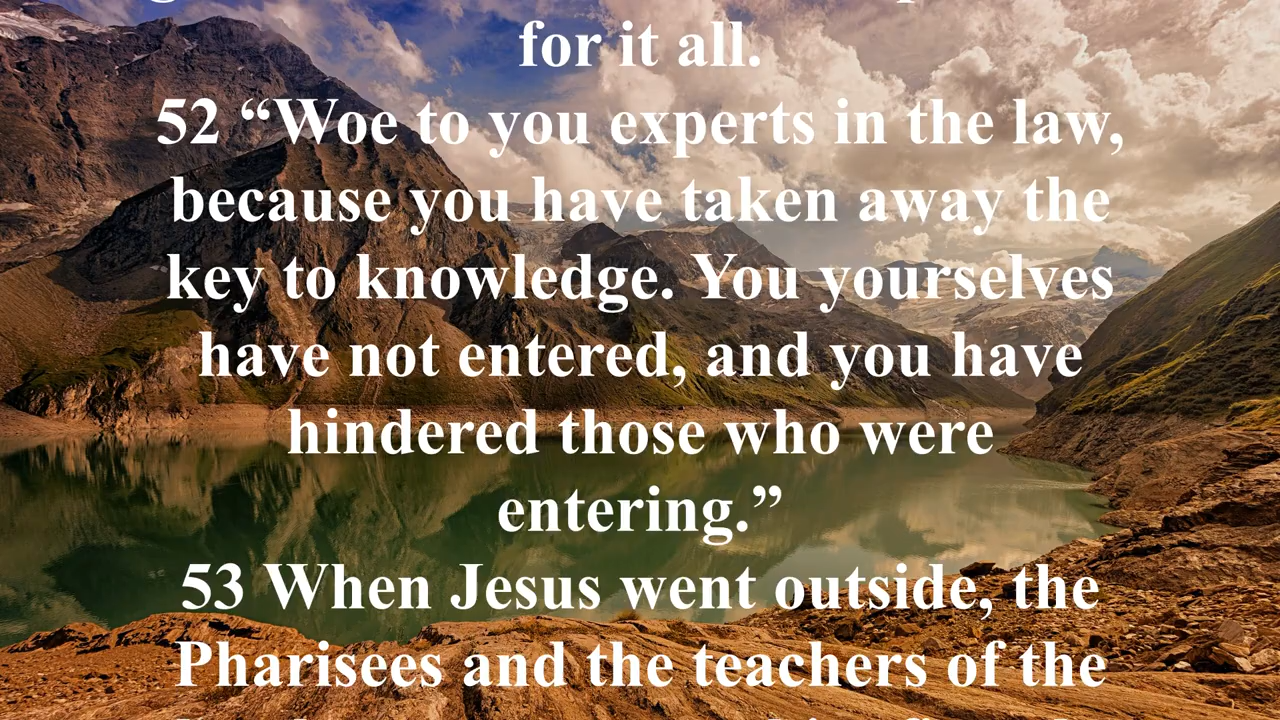 for it all.
52 “Woe to you experts in the law,
because you have taken away the
key to knowledge. You yourselves
have not entered, and you have
hindered those who were
entering.”
53 When Jesus went outside, the
Pharisees and the teachers of the